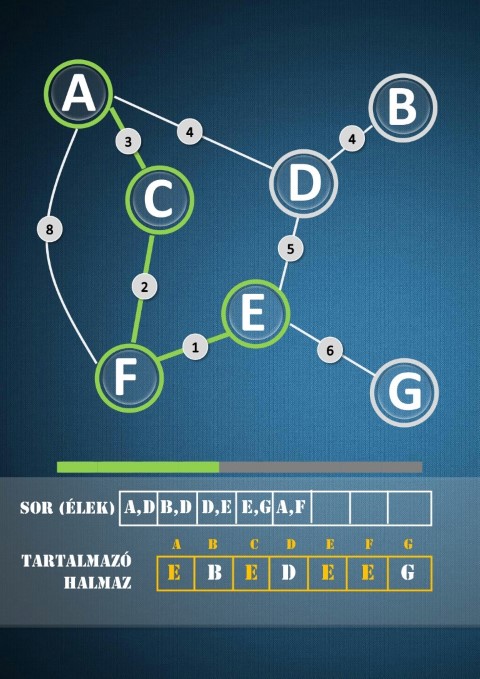 A
B
3
4
4
C
D
8
5
2
E
1
6
F
G
SOR (ÉLEK) A,D B,D D,E E,G A,F
A B C D E F G
TARTALMAZÓ
HALMAZ
E B E D E E G